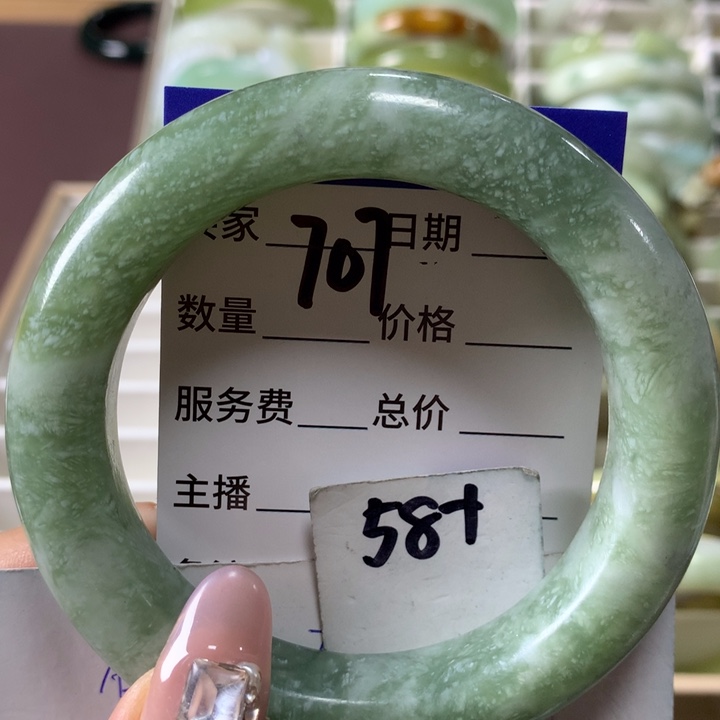 家 707 日期
数量 价格
服务费 总价
主播
58+